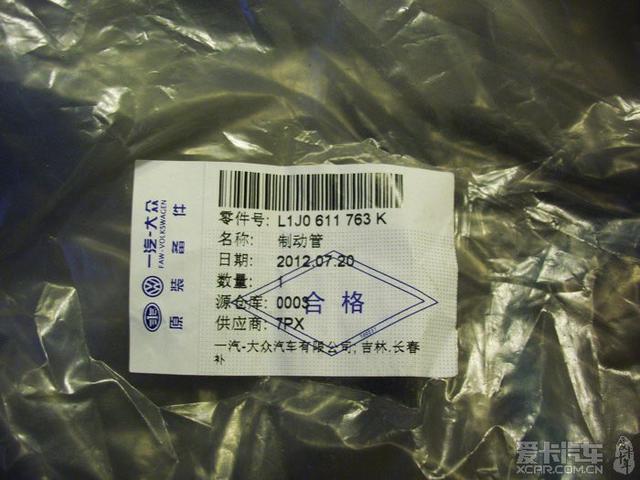 一汽-大众
FAW-VOLKSWAGEN
原装备件
零件号: L1J0 611 763 K
名称: 制动管
日期: 2012.07.20
数量: 1
源仓库: 0003
供应商: 7PX
合格
一汽-大众汽车有限公司, 吉林.长春
补
爱卡汽车
XCAR.COM.CN